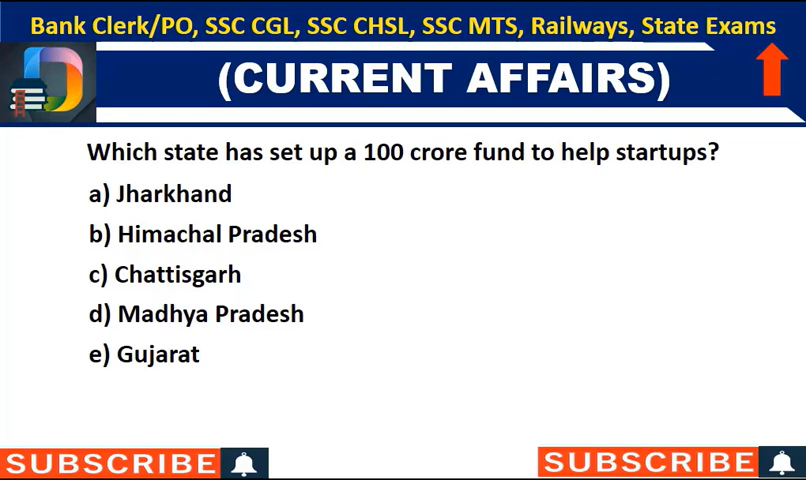 Bank Clerk/PO, SSC CGL, SSC CHSL, SSC MTS, Railways, State Exams
(CURRENT AFFAIRS)
Which state has set up a 100 crore fund to help startups?
a) Jharkhand
b) Himachal Pradesh
c) Chattisgarh
d) Madhya Pradesh
e) Gujarat
SUBSCRIBE
SUBSCRIBE